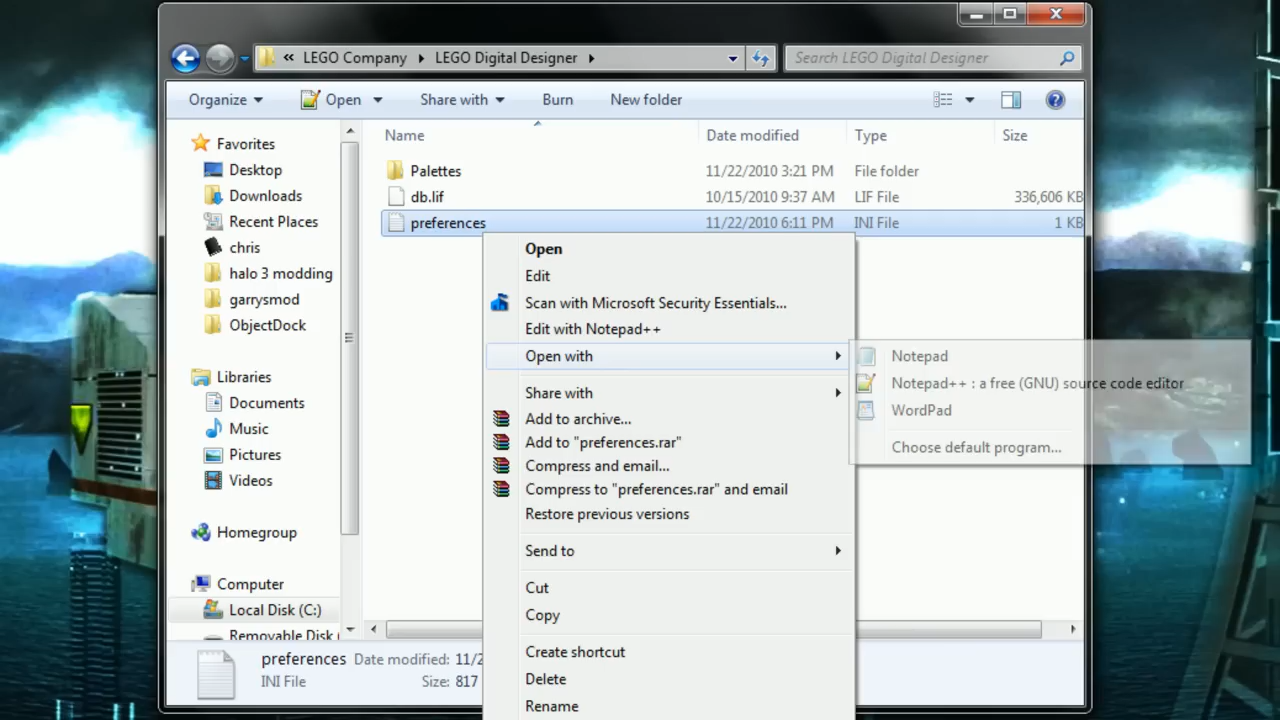 « LEGO Company ▸ LEGO Digital Designer ▸
Search LEGO Digital Designer
Organize Open Share with Burn New folder
Name Date modified Type Size
Favorites
Desktop
Downloads
Recent Places
chris
halo 3 modding
garrysmod
ObjectDock
Libraries
Documents
Music
Pictures
Videos
Homegroup
Computer
Local Disk (C:)
Removable Disk (
Palettes 11/22/2010 3:21 PM File folder
db.lif 10/15/2010 9:37 AM LIF File 336,606 KB
preferences 11/22/2010 6:11 PM INI File 1 KB
Open
Edit
Scan with Microsoft Security Essentials...
Edit with Notepad++
Open with
Share with
Add to archive...
Add to "preferences.rar"
Compress and email...
Compress to "preferences.rar" and email
Restore previous versions
Send to
Cut
Copy
Create shortcut
Delete
Rename
Notepad
Notepad++ : a free (GNU) source code editor
WordPad
Choose default program...
preferences Date modified: 11/2
INI File Size: 817